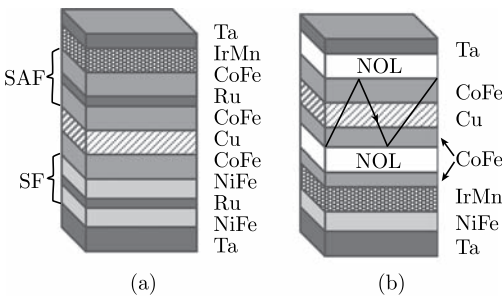 Ta
IrMn
SAF
CoFe
Ru
CoFe
Cu
CoFe
SF
NiFe
Ru
NiFe
Ta
(a)
Ta
NOL
CoFe
Cu
NOL
CoFe
IrMn
NiFe
Ta
(b)